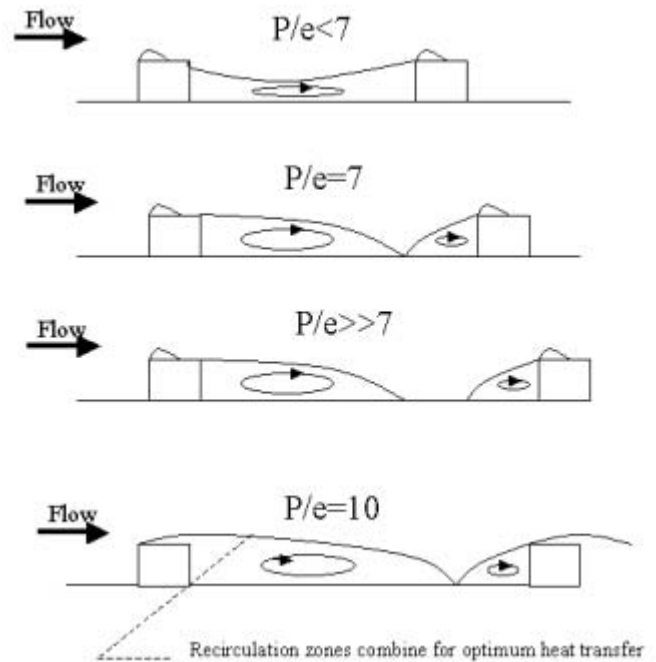 Flow
P/e<7
Flow
P/e=7
P/e>>7
Flow
P/e=10
Flow
Recirculation zones combine for optimum heat transfer